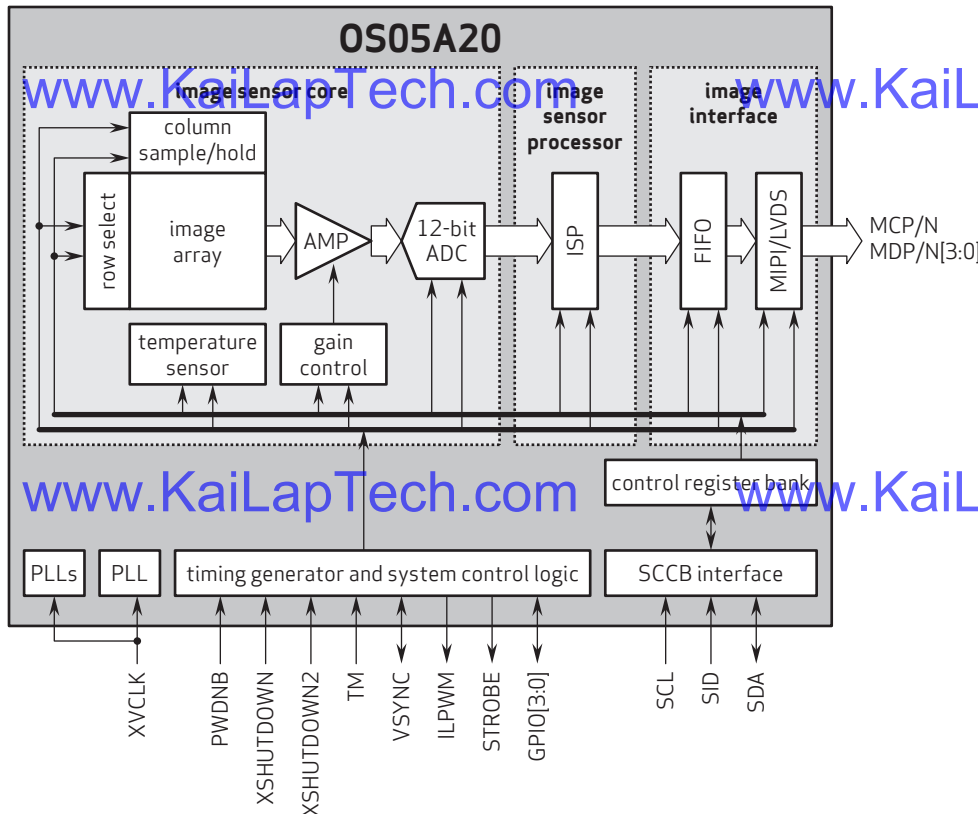 OS05A20
www.KaiLapTech.com
www.KaiL
image sensor core
image
sensor
processor
image
interface
column
sample/hold
row select
image
array
AMP
12-bit
ADC
ISP
FIFO
MIPI/LVDS
MCP/N
MDP/N[3:0]
temperature
sensor
gain
control
www.KaiLapTech.com
www.KaiL
control register bank
PLLs
PLL
timing generator and system control logic
SCCB interface
XVCLK
PWDNB
XSHUTDOWN
XSHUTDOWN2
TM
VSYNC
ILPWM
STROBE
GPIO[3:0]
SCL
SID
SDA